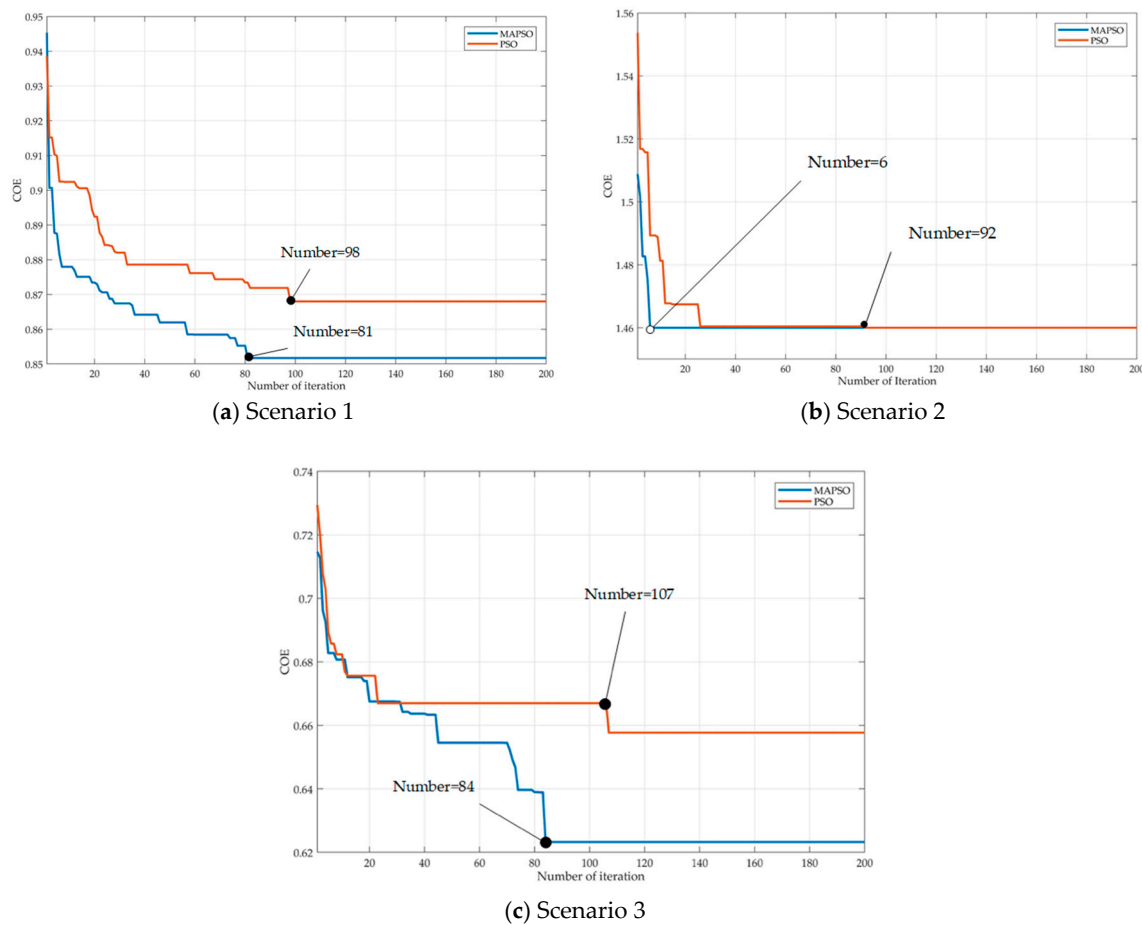 0.95
0.94
0.93
0.92
0.91
0.9
0.89
0.88
0.87
0.86
0.85
COE
MAPSO
PSO
Number=98
Number=81
20 40 60 80 100 120 140 160 180 200
Number of iteration
(a) Scenario 1
1.56
1.54
1.52
1.5
1.48
1.46
COE
MAPSO
PSO
Number=6
Number=92
20 40 60 80 100 120 140 160 180 200
Number of Iteration
(b) Scenario 2
0.74
0.72
0.7
0.68
0.66
0.64
0.62
COE
MAPSO
PSO
Number=107
Number=84
20 40 60 80 100 120 140 160 180 200
Number of iteration
(c) Scenario 3